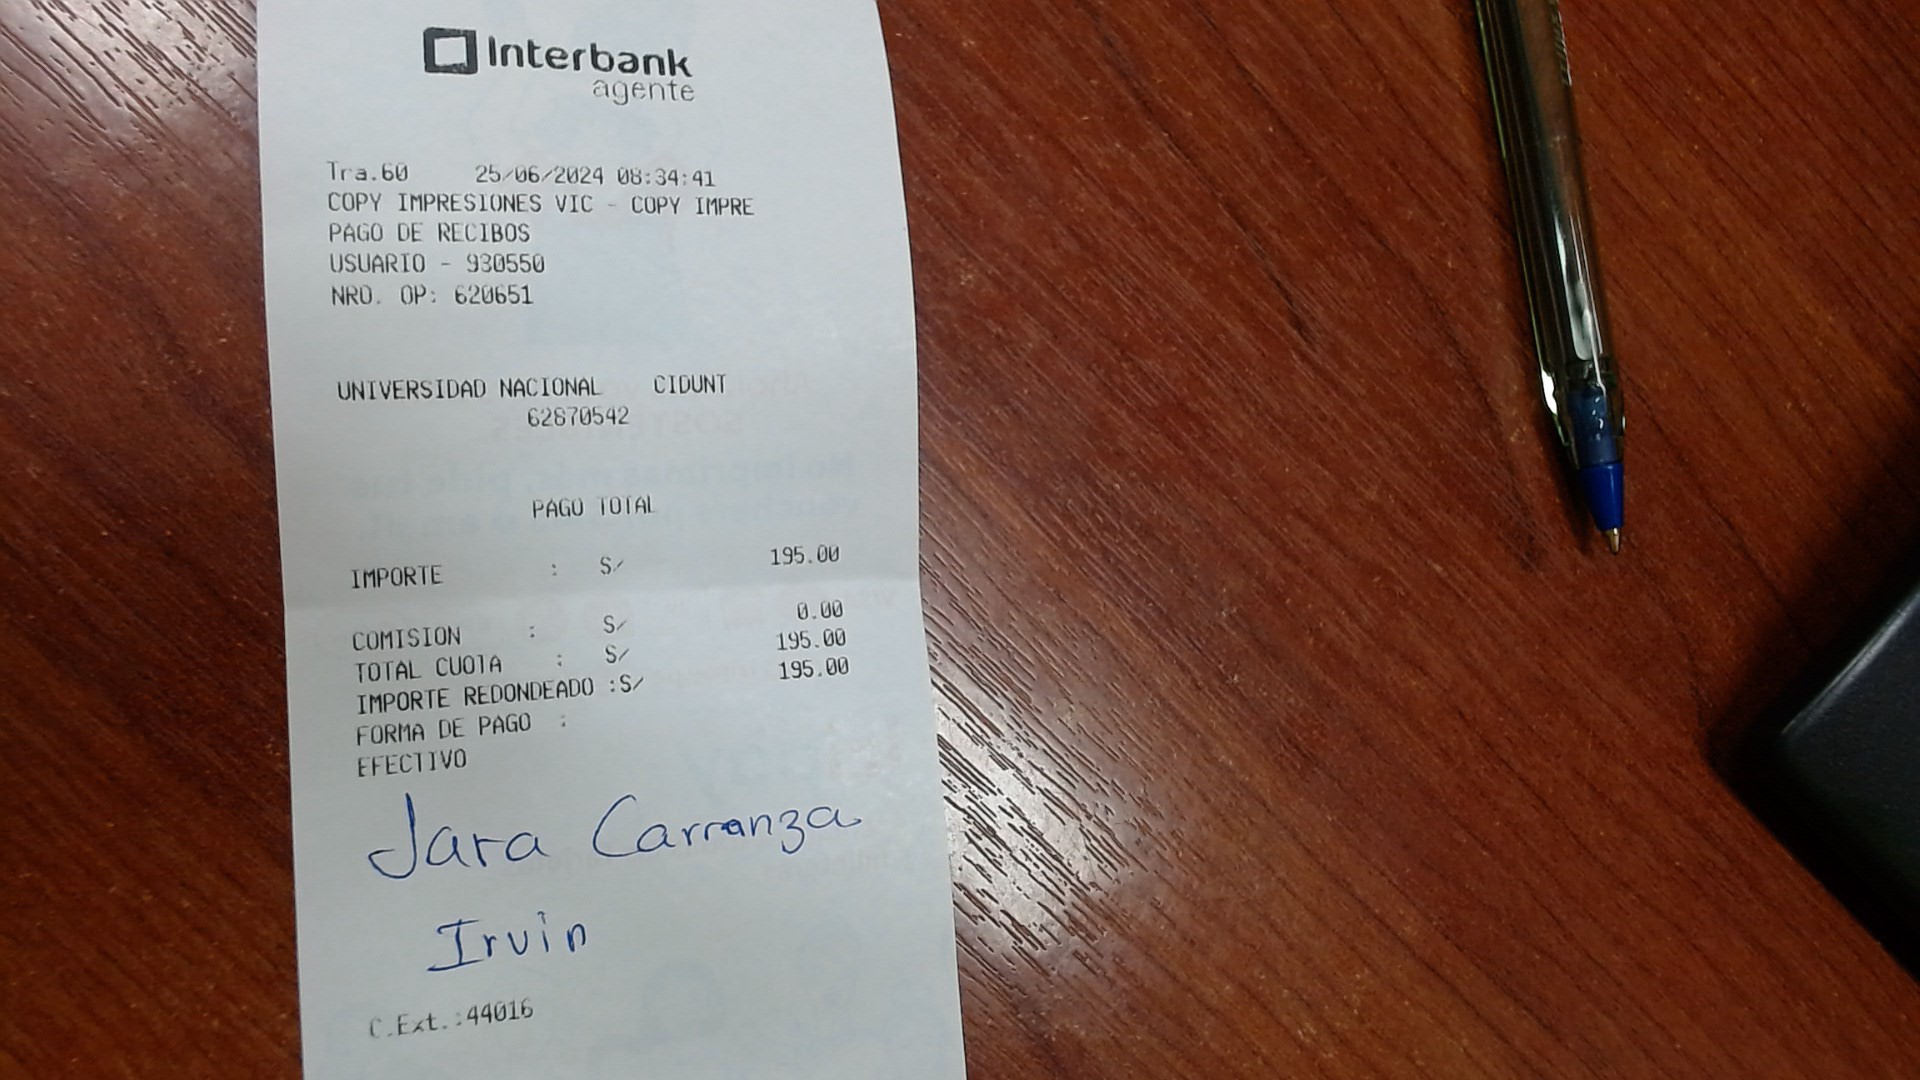 Interbank
agente
Tra.60 25/06/2024 08:34:41
COPY IMPRESIONES VIC - COPY IMPRE
PAGO DE RECIBOS
USUARIO - 930550
NRO. OP: 620651
UNIVERSIDAD NACIONAL CIDUNT
62870542
PAGO TOTAL
IMPORTE : S/ 195.00
COMISION : S/ 0.00
TOTAL CUOTA : S/ 195.00
IMPORTE REDONDEADO :S/ 195.00
FORMA DE PAGO :
EFECTIVO
Jara Carranza
Irvin
C.Ext.:44016